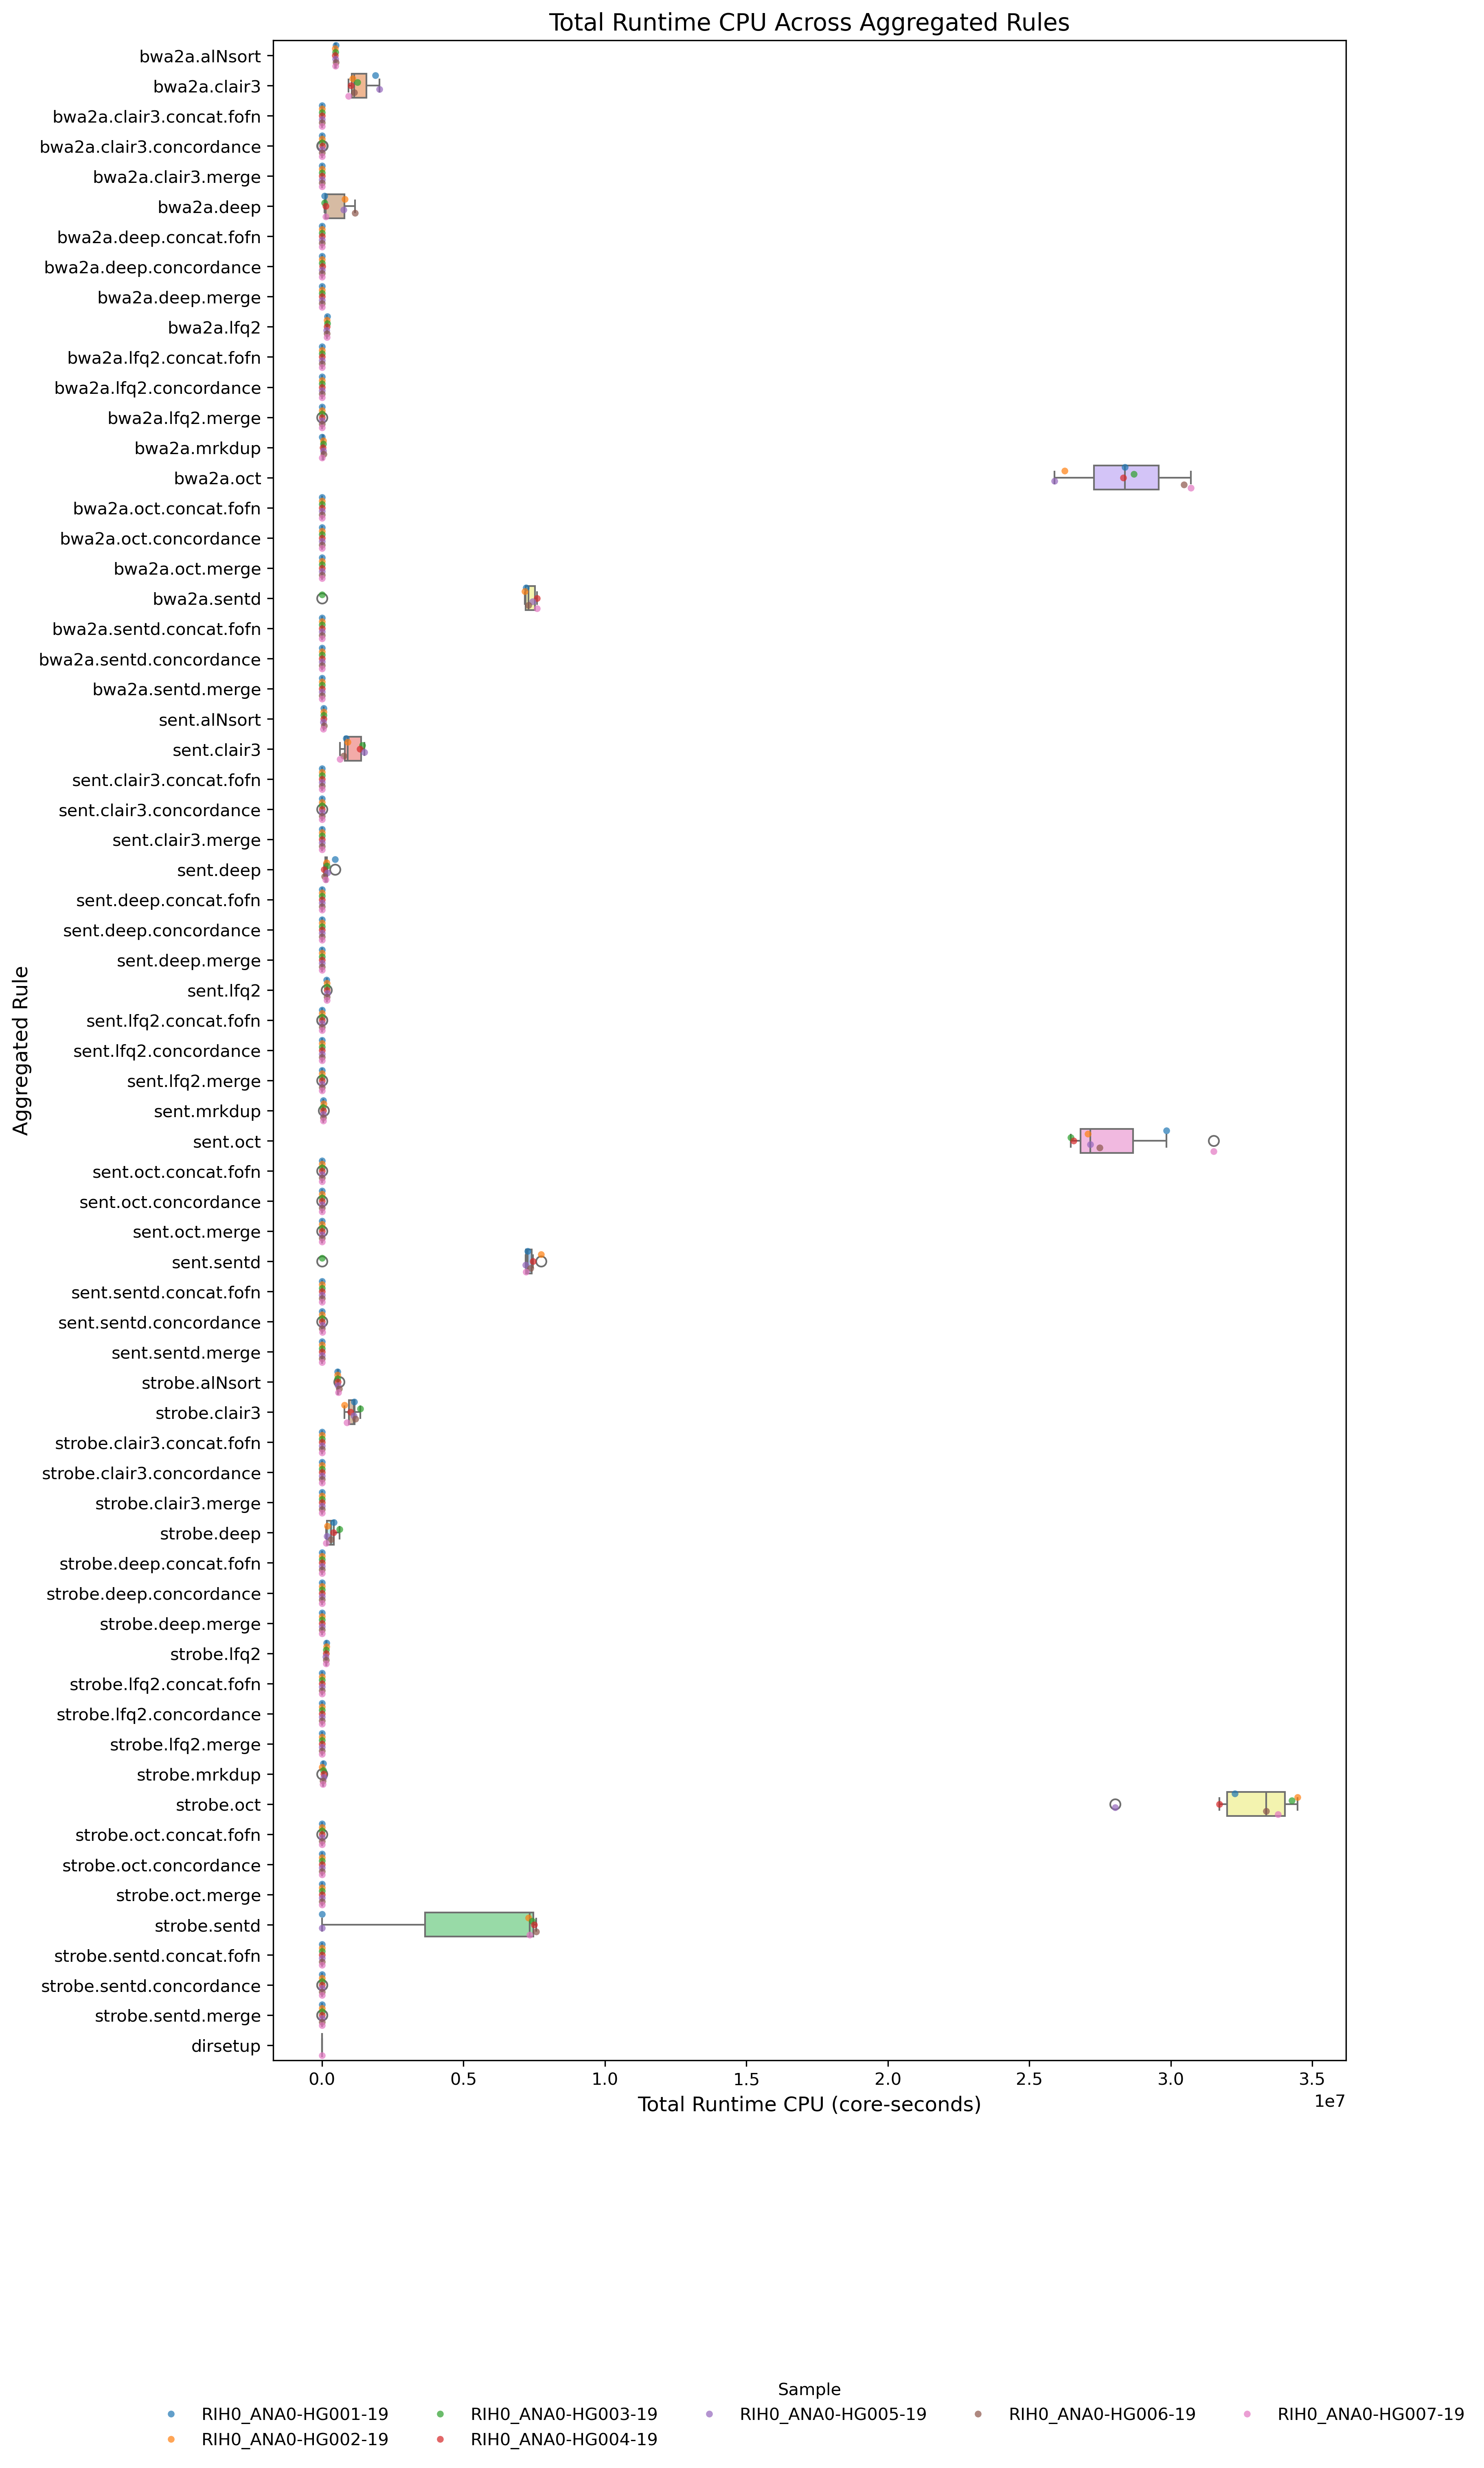 Total Runtime CPU Across Aggregated Rules
bwa2a.alNsort
bwa2a.clair3
bwa2a.clair3.concat.fofn
bwa2a.clair3.concordance
bwa2a.clair3.merge
bwa2a.deep
bwa2a.deep.concat.fofn
bwa2a.deep.concordance
bwa2a.deep.merge
bwa2a.lfq2
bwa2a.lfq2.concat.fofn
bwa2a.lfq2.concordance
bwa2a.lfq2.merge
bwa2a.mrkdup
bwa2a.oct
bwa2a.oct.concat.fofn
bwa2a.oct.concordance
bwa2a.oct.merge
bwa2a.sentd
bwa2a.sentd.concat.fofn
bwa2a.sentd.concordance
bwa2a.sentd.merge
sent.alNsort
sent.clair3
sent.clair3.concat.fofn
sent.clair3.concordance
sent.clair3.merge
sent.deep
sent.deep.concat.fofn
sent.deep.concordance
sent.deep.merge
sent.lfq2
sent.lfq2.concat.fofn
sent.lfq2.concordance
sent.lfq2.merge
sent.mrkdup
sent.oct
sent.oct.concat.fofn
sent.oct.concordance
sent.oct.merge
sent.sentd
sent.sentd.concat.fofn
sent.sentd.concordance
sent.sentd.merge
strobe.alNsort
strobe.clair3
strobe.clair3.concat.fofn
strobe.clair3.concordance
strobe.clair3.merge
strobe.deep
strobe.deep.concat.fofn
strobe.deep.concordance
strobe.deep.merge
strobe.lfq2
strobe.lfq2.concat.fofn
strobe.lfq2.concordance
strobe.lfq2.merge
strobe.mrkdup
strobe.oct
strobe.oct.concat.fofn
strobe.oct.concordance
strobe.oct.merge
strobe.sentd
strobe.sentd.concat.fofn
strobe.sentd.concordance
strobe.sentd.merge
dirsetup
Aggregated Rule
0.0 0.5 1.0 1.5 2.0 2.5 3.0 3.5
1e7
Total Runtime CPU (core-seconds)
Sample
RIH0_ANA0-HG001-19 RIH0_ANA0-HG003-19 RIH0_ANA0-HG005-19 RIH0_ANA0-HG006-19 RIH0_ANA0-HG007-19
RIH0_ANA0-HG002-19 RIH0_ANA0-HG004-19